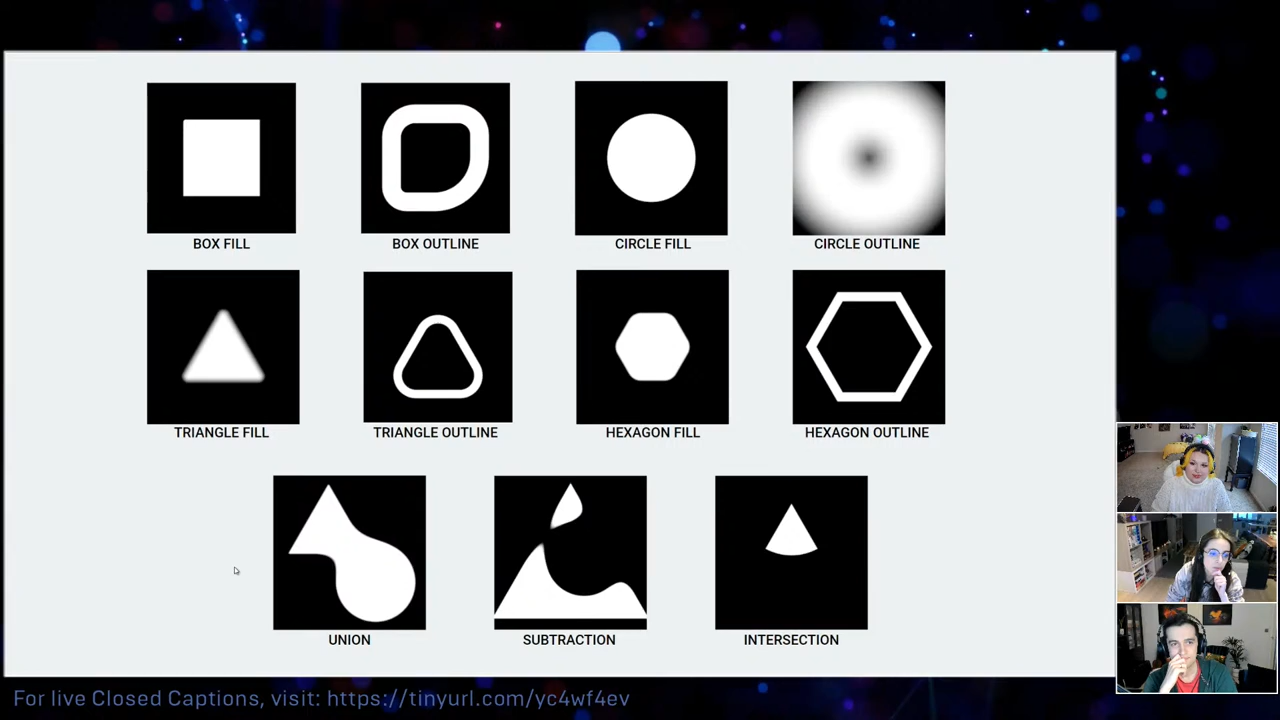 BOX FILL
BOX OUTLINE
CIRCLE FILL
CIRCLE OUTLINE
TRIANGLE FILL
TRIANGLE OUTLINE
HEXAGON FILL
HEXAGON OUTLINE
UNION
SUBTRACTION
INTERSECTION
For live Closed Captions, visit: https://tinyurl.com/yc4wf4ev